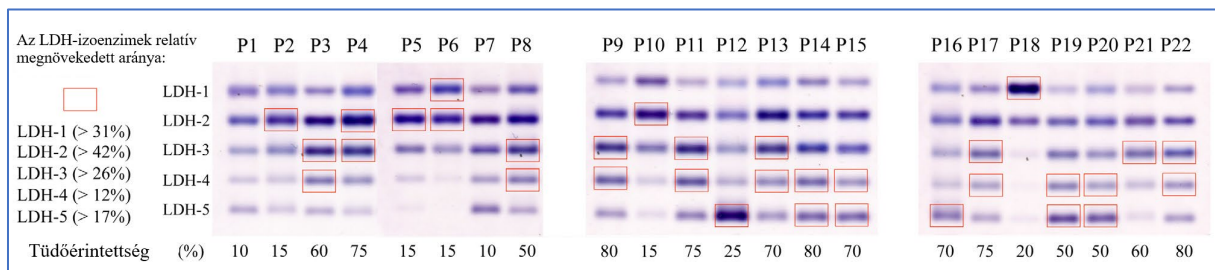 Az LDH-izoenzimek relatív
megnövekedett aránya:
LDH-1 (> 31%)
LDH-2 (> 42%)
LDH-3 (> 26%)
LDH-4 (> 12%)
LDH-5 (> 17%)
P1 P2 P3 P4 P5 P6 P7 P8 P9 P10 P11 P12 P13 P14 P15 P16 P17 P18 P19 P20 P21 P22
LDH-1
LDH-2
LDH-3
LDH-4
LDH-5
Tüdőérintettség (%) 10 15 60 75 15 15 10 50 80 15 75 25 70 80 70 50 75 20 50 50 60 80